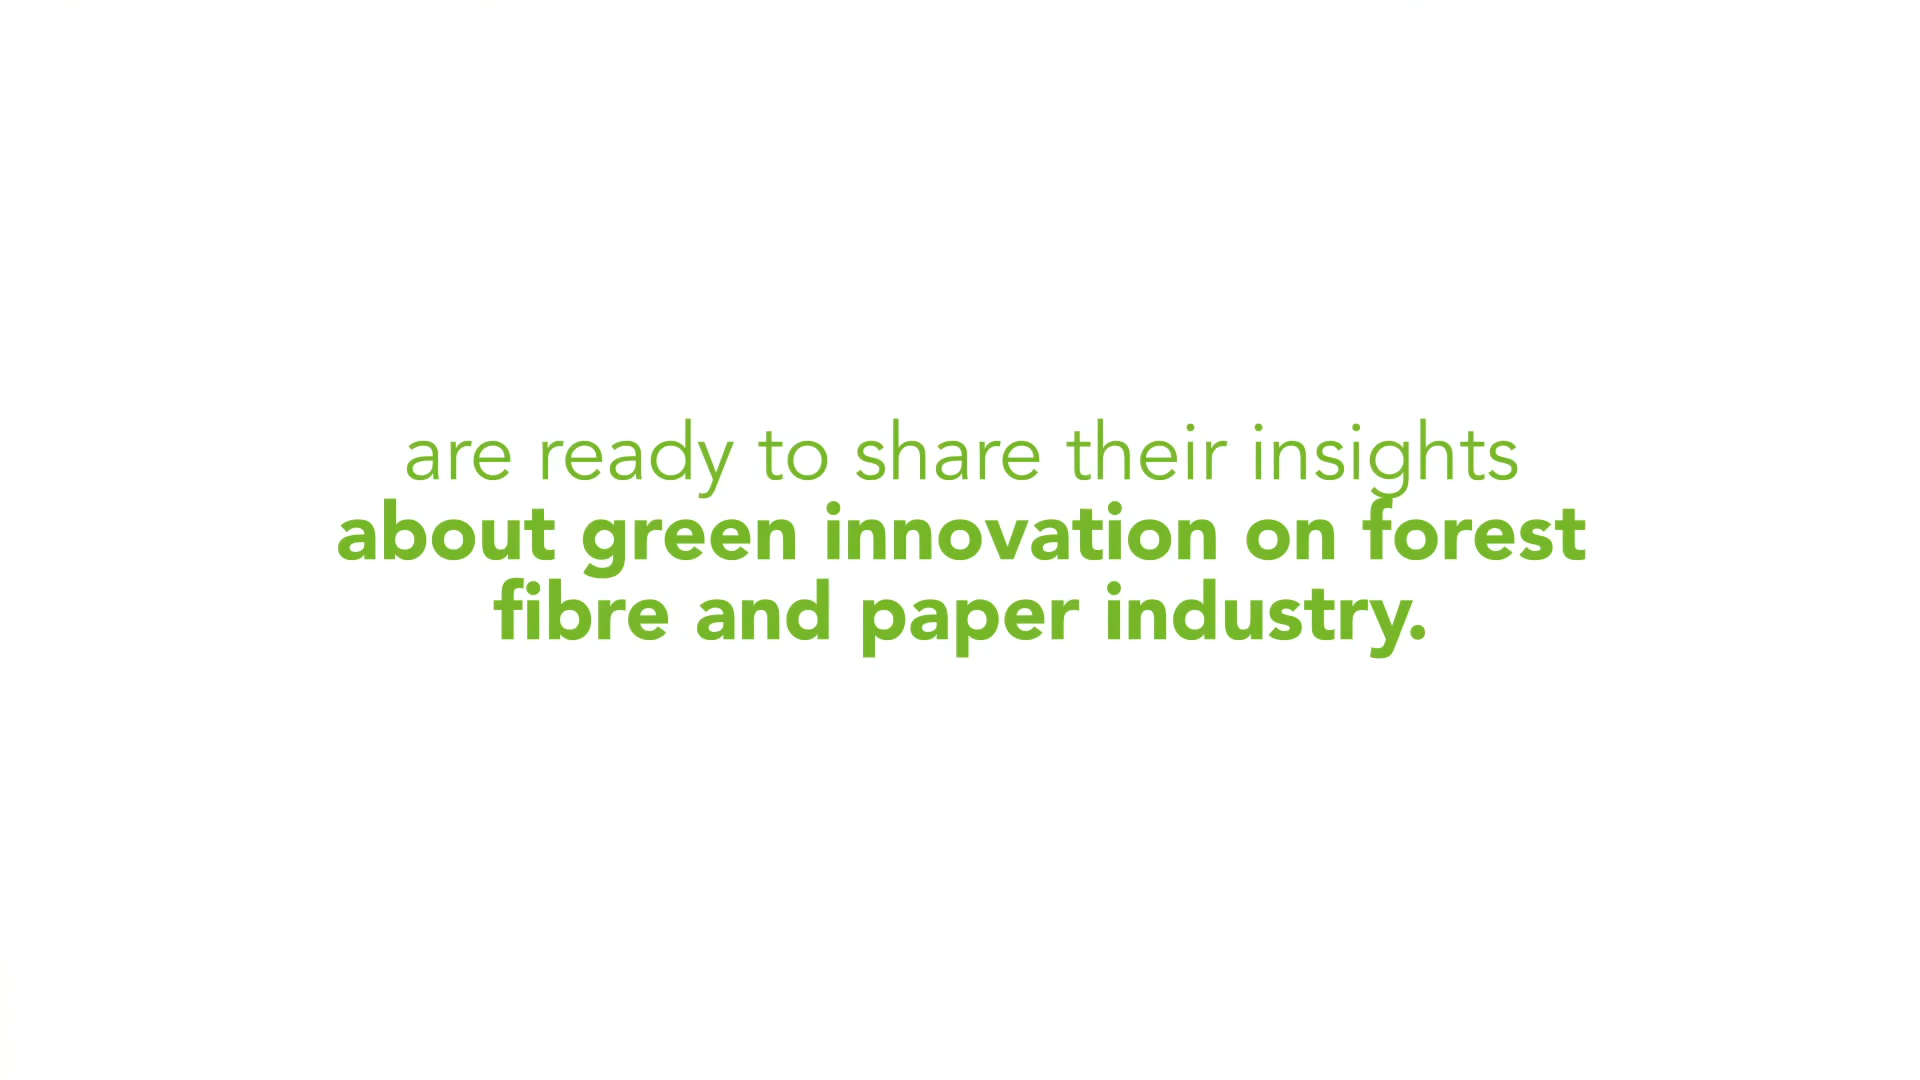 are ready to share their insights
about green innovation on forest
fibre and paper industry.